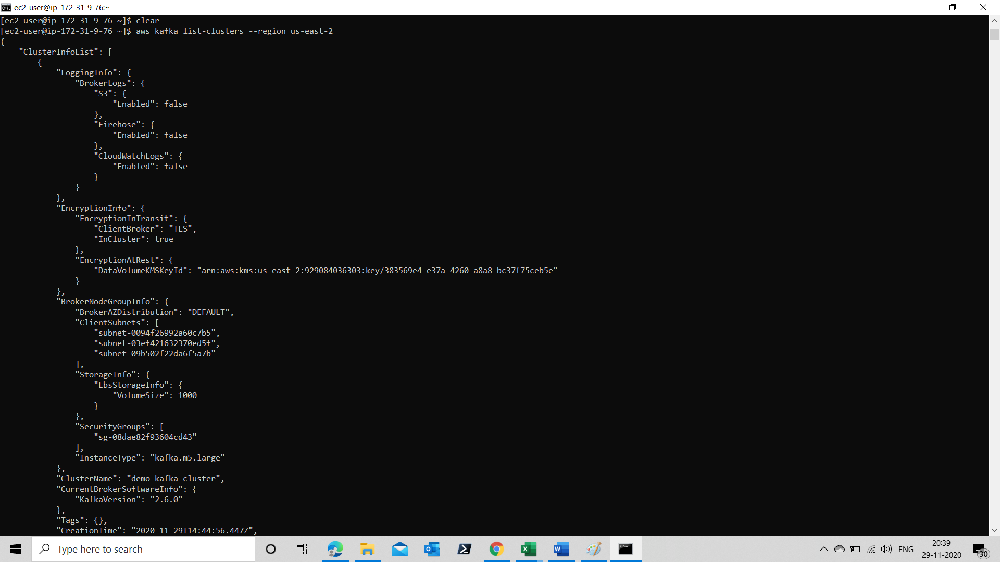 ec2-user@ip-172-31-9-76:~
[ec2-user@ip-172-31-9-76 ~]$ clear
[ec2-user@ip-172-31-9-76 ~]$ aws kafka list-clusters --region us-east-2
{
    "ClusterInfoList": [
        {
            "LoggingInfo": {
                "BrokerLogs": {
                    "S3": {
                        "Enabled": false
                    },
                    "Firehose": {
                        "Enabled": false
                    },
                    "CloudWatchLogs": {
                        "Enabled": false
                    }
                }
            },
            "EncryptionInfo": {
                "EncryptionInTransit": {
                    "ClientBroker": "TLS",
                    "InCluster": true
                },
                "EncryptionAtRest": {
                    "DataVolumeKMSKeyId": "arn:aws:kms:us-east-2:929084036303:key/383569e4-e37a-4260-a8a8-bc37f75ceb5e"
                }
            },
            "BrokerNodeGroupInfo": {
                "BrokerAZDistribution": "DEFAULT",
                "ClientSubnets": [
                    "subnet-0094f26992a60c7b5",
                    "subnet-03ef421632370ed5f",
                    "subnet-09b502f22da6f5a7b"
                ],
                "StorageInfo": {
                    "EbsStorageInfo": {
                        "VolumeSize": 1000
                    }
                },
                "SecurityGroups": [
                    "sg-08dae82f93604cd43"
                ],
                "InstanceType": "kafka.m5.large"
            },
            "ClusterName": "demo-kafka-cluster",
            "CurrentBrokerSoftwareInfo": {
                "KafkaVersion": "2.6.0"
            },
            "Tags": {},
            "CreationTime": "2020-11-29T14:44:56.447Z",
Type here to search
ENG
20:39
29-11-2020
30